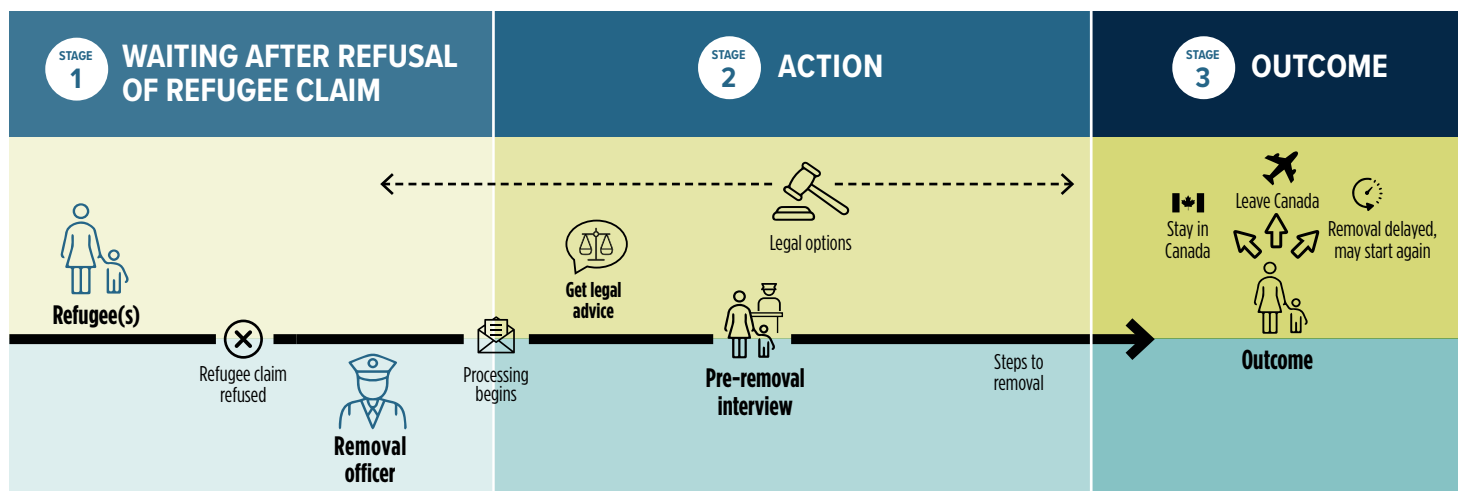 STAGE
1
WAITING AFTER REFUSAL
OF REFUGEE CLAIM
STAGE
2
ACTION
STAGE
3
OUTCOME
Refugee(s)
Refugee claim
refused
Removal
officer
Processing
begins
Get legal
advice
Legal options
Pre-removal
interview
Steps to
removal
Stay in
Canada
Leave Canada
Removal delayed,
may start again
Outcome